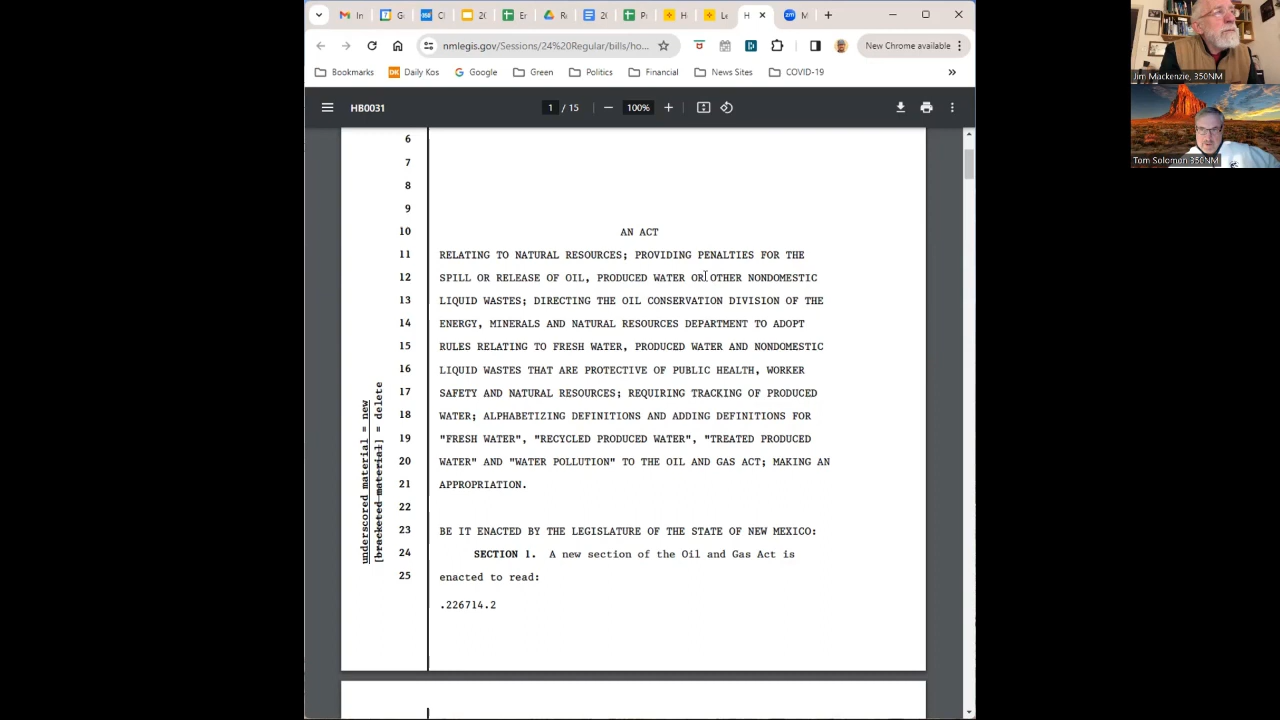 In
G
CI
20
Er
R
20
Pi
H
Le
H
M
nmlegis.gov/Sessions/24%20Regular/bills/ho...
New Chrome available
Bookmarks
DK Daily Kos
Google
Green
Politics
Financial
News Sites
COVID-19
»
HB0031
1 / 15
100%
6
7
8
9
10 AN ACT
11 RELATING TO NATURAL RESOURCES; PROVIDING PENALTIES FOR THE
12 SPILL OR RELEASE OF OIL, PRODUCED WATER OR OTHER NONDOMESTIC
13 LIQUID WASTES; DIRECTING THE OIL CONSERVATION DIVISION OF THE
14 ENERGY, MINERALS AND NATURAL RESOURCES DEPARTMENT TO ADOPT
15 RULES RELATING TO FRESH WATER, PRODUCED WATER AND NONDOMESTIC
16 LIQUID WASTES THAT ARE PROTECTIVE OF PUBLIC HEALTH, WORKER
17 SAFETY AND NATURAL RESOURCES; REQUIRING TRACKING OF PRODUCED
18 WATER; ALPHABETIZING DEFINITIONS AND ADDING DEFINITIONS FOR
19 "FRESH WATER", "RECYCLED PRODUCED WATER", "TREATED PRODUCED
20 WATER" AND "WATER POLLUTION" TO THE OIL AND GAS ACT; MAKING AN
21 APPROPRIATION.
22
23 BE IT ENACTED BY THE LEGISLATURE OF THE STATE OF NEW MEXICO:
24 SECTION 1. A new section of the Oil and Gas Act is
25 enacted to read:
.226714.2
underscored material = new
[bracketed material] = delete
Jim Mackenzie, 350NM
Tom Solomon 350NM